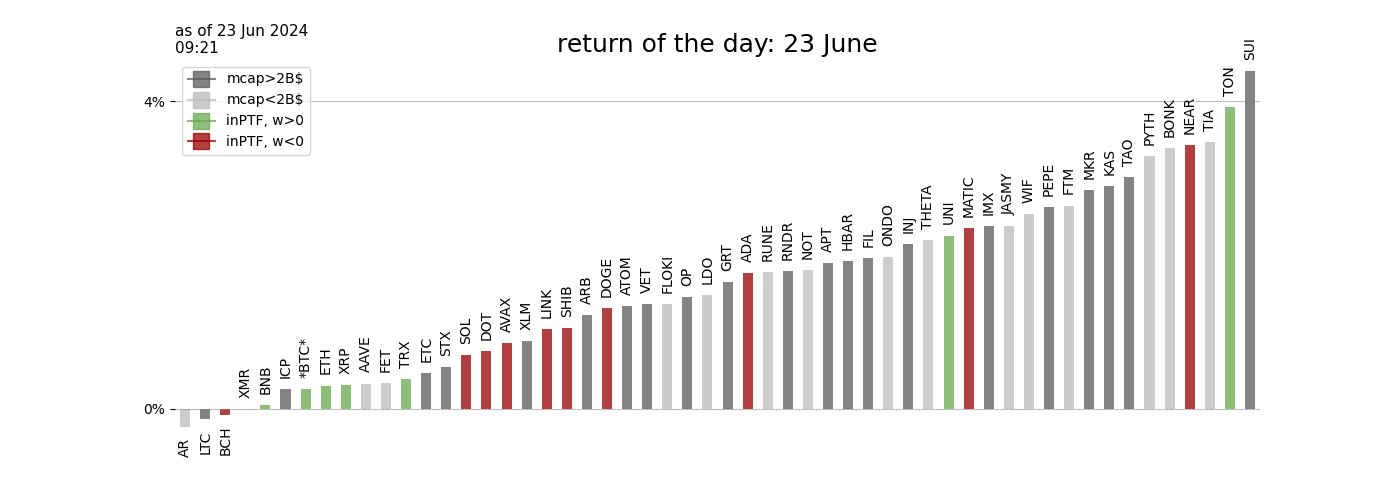 as of 23 Jun 2024
09:21
return of the day: 23 June
mcap>2B$
mcap<2B$
inPTF, w>0
inPTF, w<0
4%
0%
AR
LTC
BCH
XMR
BNB
ICP
*BTC*
ETH
XRP
AAVE
FET
TRX
ETC
STX
SOL
DOT
AVAX
XLM
LINK
SHIB
ARB
DOGE
ATOM
VET
FLOKI
OP
LDO
GRT
ADA
RUNE
RNDR
NOT
APT
HBAR
FIL
ONDO
INJ
THETA
UNI
MATIC
IMX
JASMY
WIF
PEPE
FTM
MKR
KAS
TAO
PYTH
BONK
NEAR
TIA
TON
SUI